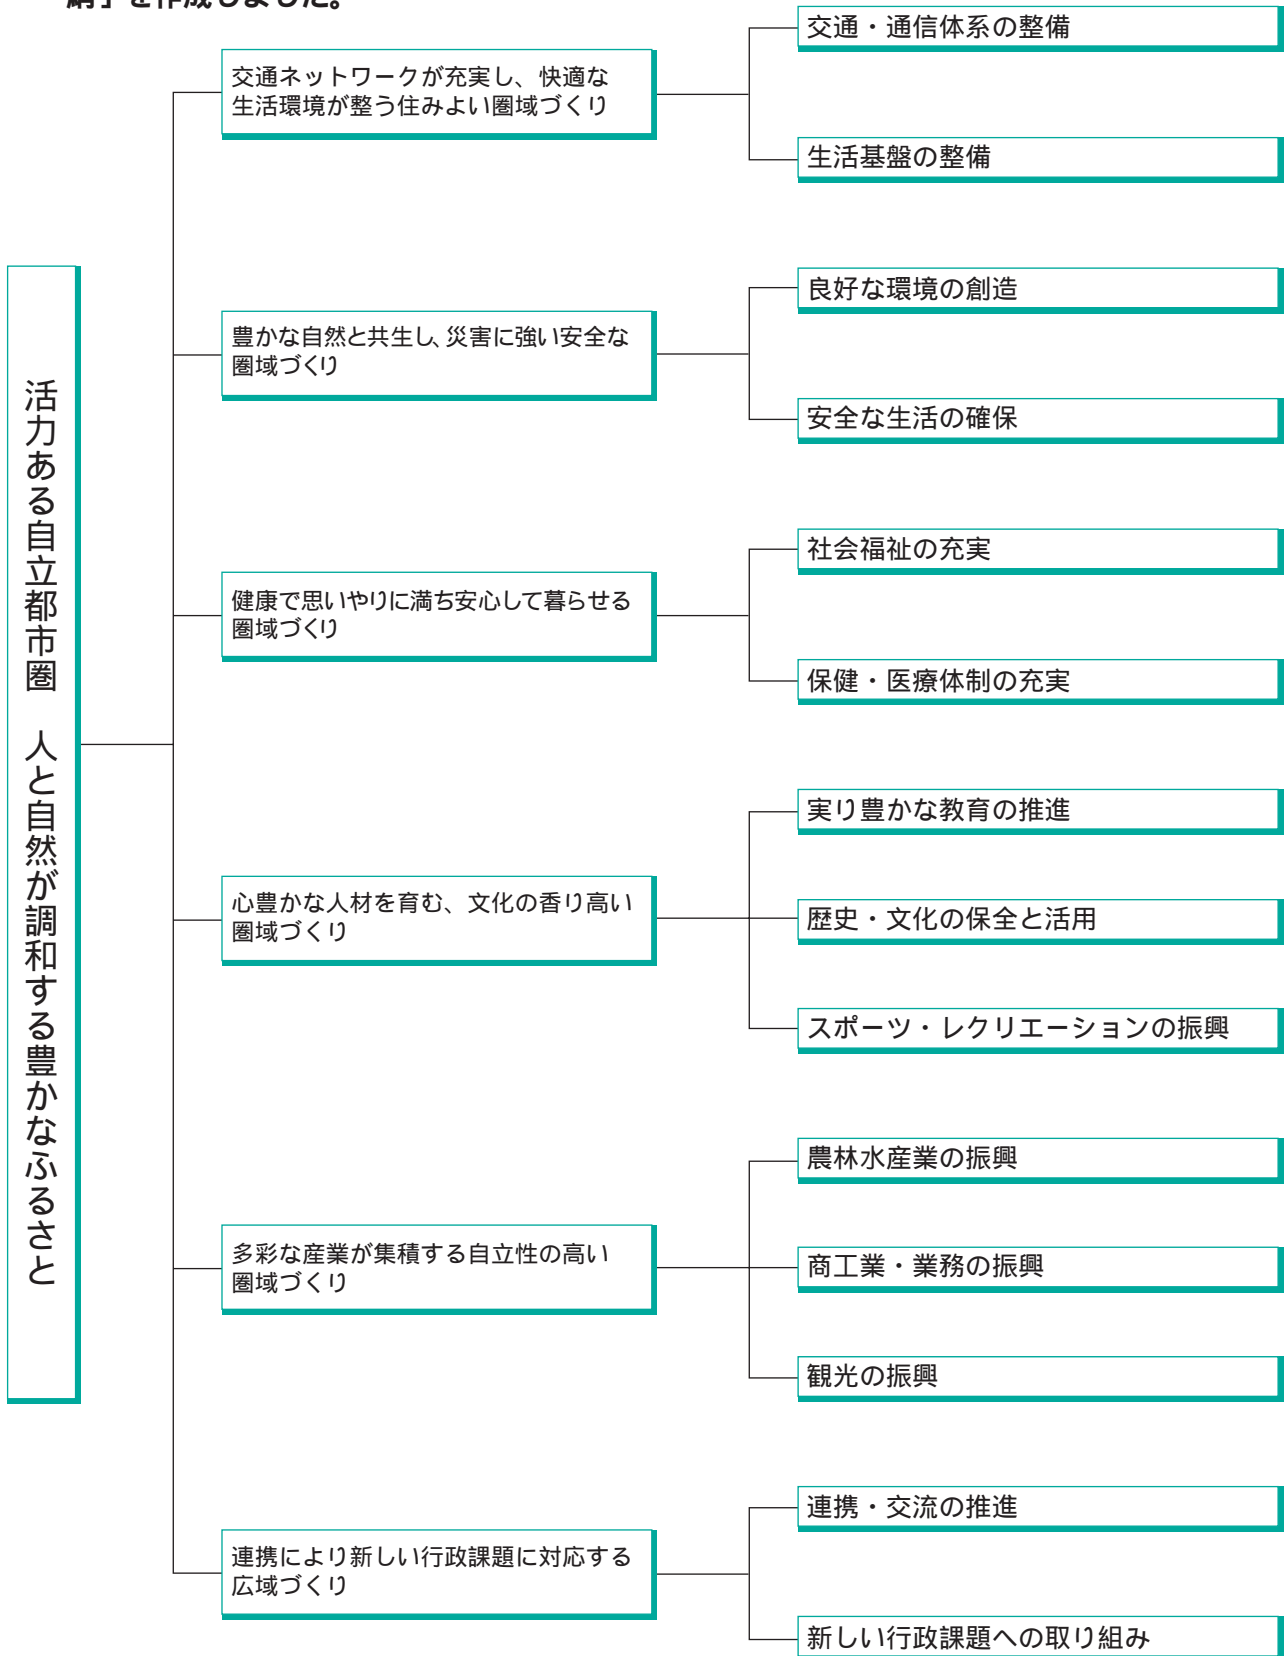 網」を作成しました。
活力ある自立都市圏　人と自然が調和する豊かなふるさと
交通ネットワークが充実し、快適な
生活環境が整う住みよい圏域づくり
交通・通信体系の整備
生活基盤の整備
豊かな自然と共生し、災害に強い安全な
圏域づくり
良好な環境の創造
安全な生活の確保
健康で思いやりに満ち安心して暮らせる
圏域づくり
社会福祉の充実
保健・医療体制の充実
心豊かな人材を育む、文化の香り高い
圏域づくり
実り豊かな教育の推進
歴史・文化の保全と活用
スポーツ・レクリエーションの振興
多彩な産業が集積する自立性の高い
圏域づくり
農林水産業の振興
商工業・業務の振興
観光の振興
連携により新しい行政課題に対応する
広域づくり
連携・交流の推進
新しい行政課題への取り組み